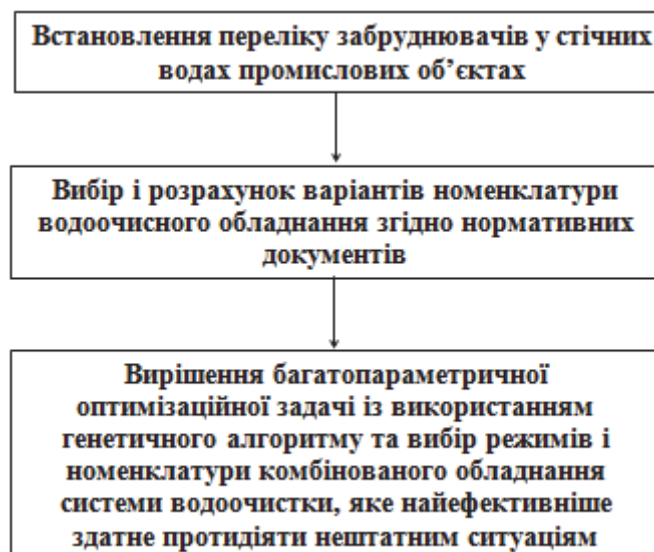 Встановлення переліку забруднювачів у стічних
водах промислових об’єктах
Вибір і розрахунок варіантів номенклатури
водоочисного обладнання згідно нормативних
документів
Вирішення багатопараметричної
оптимізаційної задачі із використанням
генетичного алгоритму та вибір режимів і
номенклатури комбінованого обладнання
системи водоочистки, яке найефективніше
здатне протидіяти нештатним ситуаціям